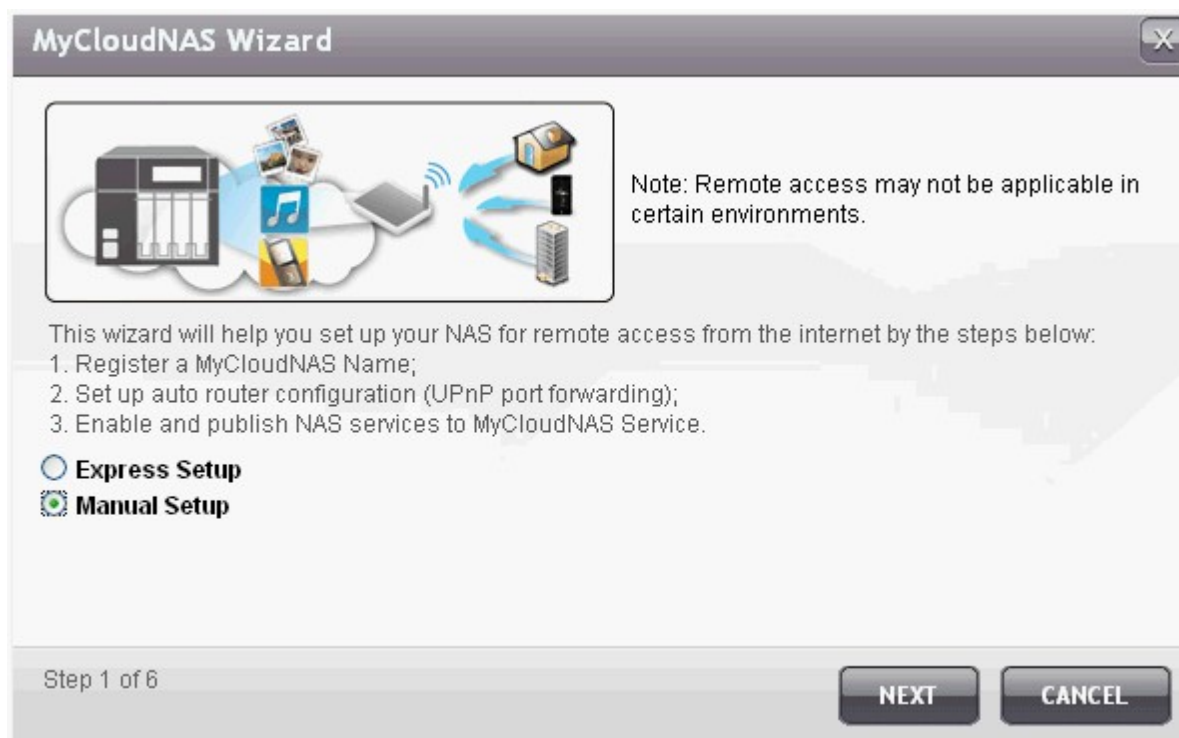 MyCloudNAS Wizard
X
Note: Remote access may not be applicable in
certain environments.
This wizard will help you set up your NAS for remote access from the internet by the steps below:
1. Register a MyCloudNAS Name;
2. Set up auto router configuration (UPnP port forwarding);
3. Enable and publish NAS services to MyCloudNAS Service.
Express Setup
Manual Setup
Step 1 of 6
NEXT
CANCEL